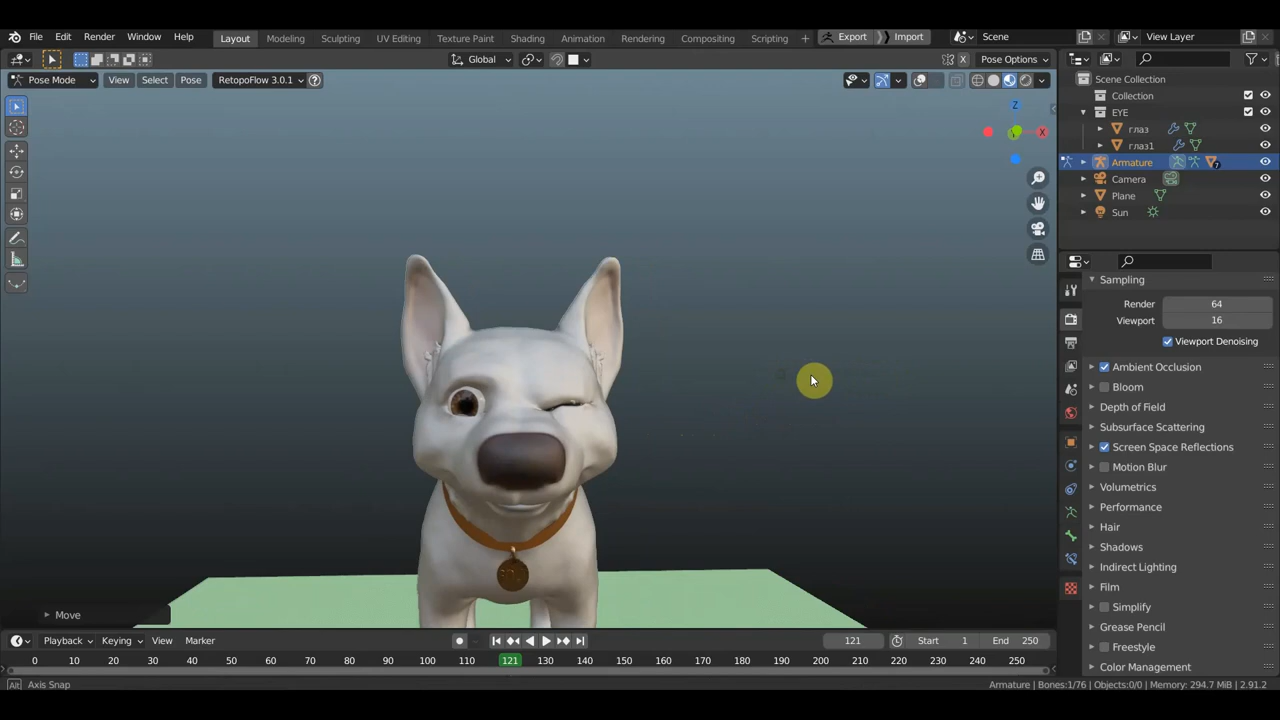 File Edit Render Window Help Layout Modeling Sculpting UV Editing Texture Paint Shading Animation Rendering Compositing Scripting + Export Import Scene View Layer
Global Pose Options
Pose Mode View Select Pose RetopoFlow 3.0.1
Scene Collection
Collection
EYE
глаз
глаз1
Armature
7
Camera
Plane
Sun
Z
X
Sampling
Render 64
Viewport 16
Viewport Denoising
Ambient Occlusion
Bloom
Depth of Field
Subsurface Scattering
Screen Space Reflections
Motion Blur
Volumetrics
Performance
Hair
Shadows
Indirect Lighting
Film
Simplify
Grease Pencil
Freestyle
Color Management
Move
Playback Keying View Marker 121 Start 1 End 250
0 10 20 30 40 50 60 70 80 90 100 110 121 130 140 150 160 170 180 190 200 210 220 230 240 250
Alt Axis Snap Armature | Bones:1/76 | Objects:0/0 | Memory: 294.7 MiB | 2.91.2